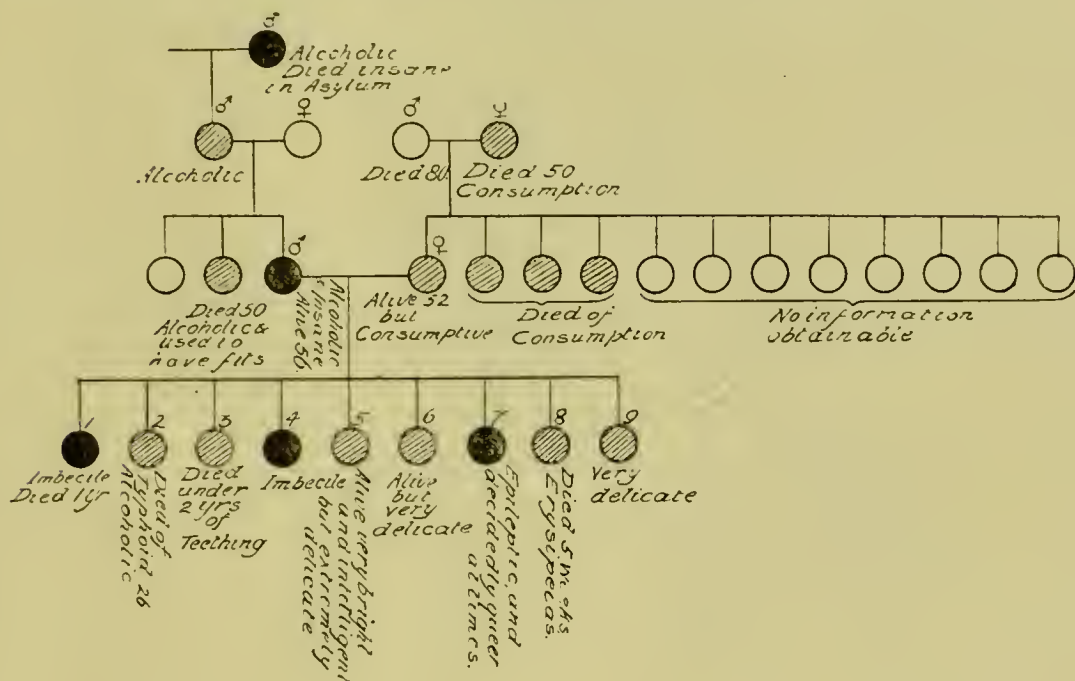 ♂
Alcoholic
Died insane
in Asylum
♂
♀
♂
♀
Alcoholic
Died 80.
Died 50
Consumption
♂
♀
Died 50
Alcoholic &
used to
have fits
Alcoholic
& insane
Alive 56.
Alive 52
but
Consumptive
Died of
Consumption
No information
obtainable
1
2
3
4
5
6
7
8
9
Imbecile
Died 1yr
Died of
Typhoid 26
Alcoholic
Died
under
2 yrs
of
Teething
Imbecile
Alive very bright
and intelligent
but extremely
delicate
Alive
but
very
delicate
Epileptic, and
decidedly queer
at times.
Died 5
Erysipelas.
Very
delicate